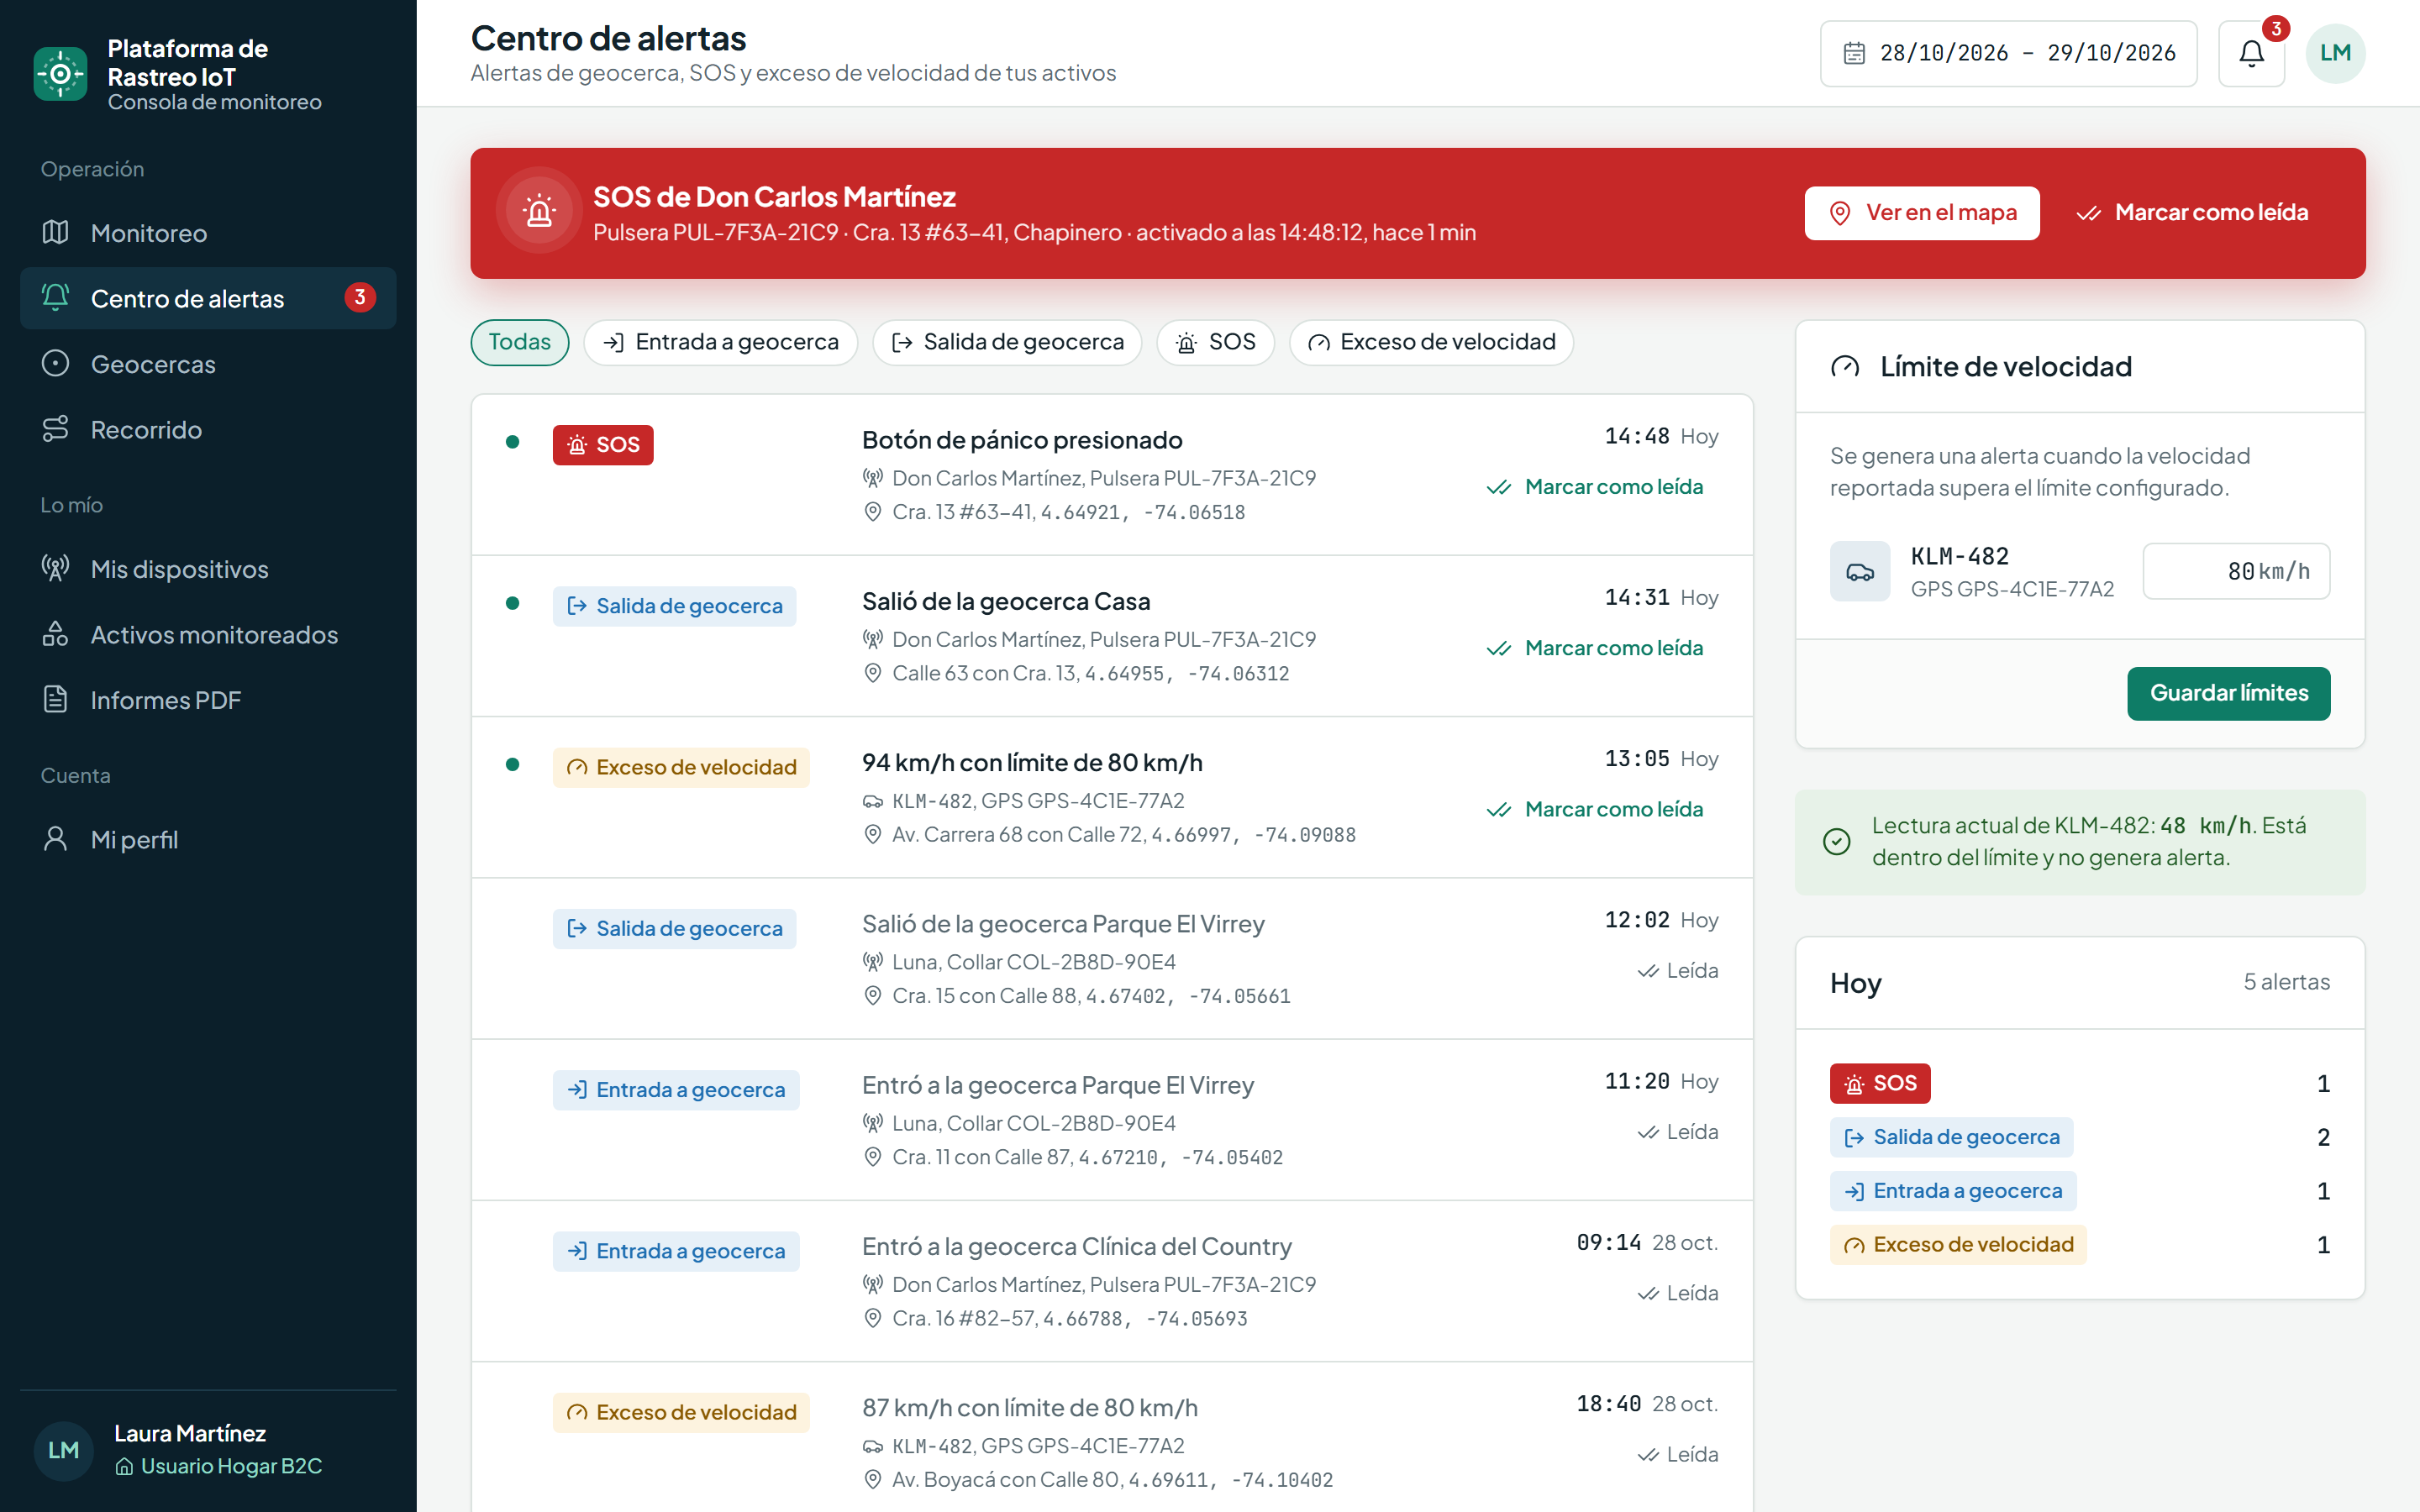 Plataforma de
Rastreo IoT
Consola de monitoreo
Operación
Monitoreo
Centro de alertas 3
Geocercas
Recorrido
Lo mío
Mis dispositivos
Activos monitoreados
Informes PDF
Cuenta
Mi perfil
LM
Laura Martínez
Usuario Hogar B2C
Centro de alertas
Alertas de geocerca, SOS y exceso de velocidad de tus activos
28/10/2026 – 29/10/2026
3
LM
SOS de Don Carlos Martínez
Pulsera PUL-7F3A-21C9 · Cra. 13 #63–41, Chapinero · activado a las 14:48:12, hace 1 min
Ver en el mapa
Marcar como leída
Todas
Entrada a geocerca
Salida de geocerca
SOS
Exceso de velocidad
SOS
Botón de pánico presionado
Don Carlos Martínez, Pulsera PUL-7F3A-21C9
Cra. 13 #63–41, 4.64921, -74.06518
14:48 Hoy
Marcar como leída
Salida de geocerca
Salió de la geocerca Casa
Don Carlos Martínez, Pulsera PUL-7F3A-21C9
Calle 63 con Cra. 13, 4.64955, -74.06312
14:31 Hoy
Marcar como leída
Exceso de velocidad
94 km/h con límite de 80 km/h
KLM-482, GPS GPS-4C1E-77A2
Av. Carrera 68 con Calle 72, 4.66997, -74.09088
13:05 Hoy
Marcar como leída
Salida de geocerca
Salió de la geocerca Parque El Virrey
Luna, Collar COL-2B8D-90E4
Cra. 15 con Calle 88, 4.67402, -74.05661
12:02 Hoy
Leída
Entrada a geocerca
Entró a la geocerca Parque El Virrey
Luna, Collar COL-2B8D-90E4
Cra. 11 con Calle 87, 4.67210, -74.05402
11:20 Hoy
Leída
Entrada a geocerca
Entró a la geocerca Clínica del Country
Don Carlos Martínez, Pulsera PUL-7F3A-21C9
Cra. 16 #82–57, 4.66788, -74.05693
09:14 28 oct.
Leída
Exceso de velocidad
87 km/h con límite de 80 km/h
KLM-482, GPS GPS-4C1E-77A2
Av. Boyacá con Calle 80, 4.69611, -74.10402
18:40 28 oct.
Leída
Límite de velocidad
Se genera una alerta cuando la velocidad
reportada supera el límite configurado.
KLM-482
GPS GPS-4C1E-77A2
80 km/h
Guardar límites
Lectura actual de KLM-482: 48 km/h. Está
dentro del límite y no genera alerta.
Hoy
5 alertas
SOS 1
Salida de geocerca 2
Entrada a geocerca 1
Exceso de velocidad 1